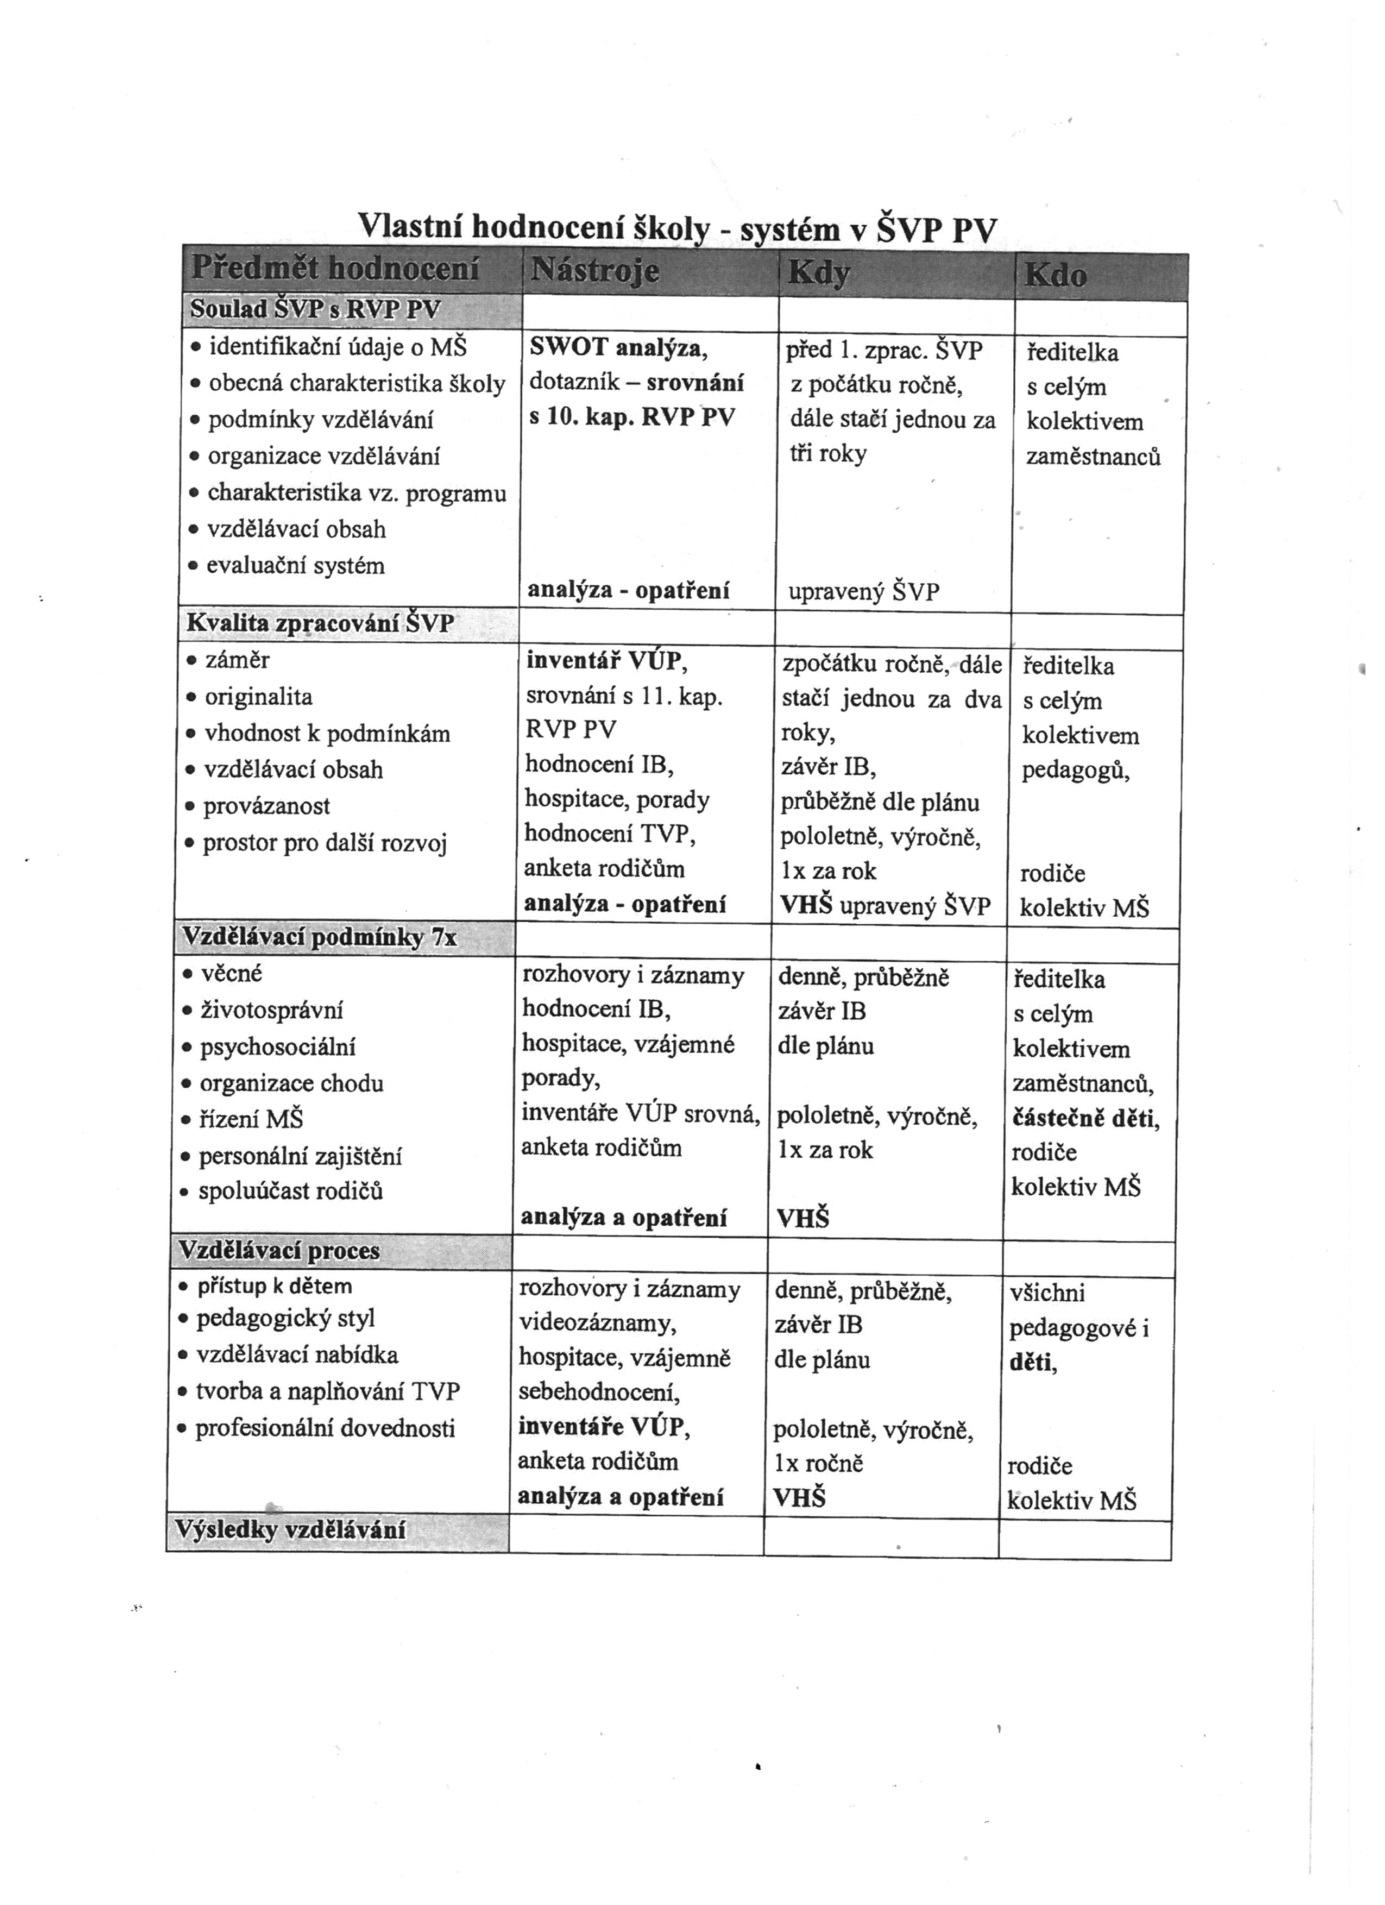 Vlastní hodnocení školy - systém v ŠVP PV
Předmět hodnocení Nástroje Kdy Kdo
Soulad ŠVP s RVP PV
• identifikační údaje o MŠ SWOT analýza, před 1. zprac. ŠVP ředitelka
• obecná charakteristika školy dotazník – srovnání z počátku ročně, s celým
• podmínky vzdělávání s 10. kap. RVP PV dále stačí jednou za kolektivem
• organizace vzdělávání tři roky zaměstnanců
• charakteristika vz. programu
• vzdělávací obsah
• evaluační systém
analýza - opatření upravený ŠVP
Kvalita zpracování ŠVP
• záměr inventář VÚP, zpočátku ročně, dále ředitelka
• originalita srovnání s 11. kap. stačí jednou za dva s celým
• vhodnost k podmínkám RVP PV roky, kolektivem
• vzdělávací obsah hodnocení IB, závěr IB, pedagogů,
• provázanost hospitace, porady průběžně dle plánu
• prostor pro další rozvoj hodnocení TVP, pololetně, výročně,
anketa rodičům 1x za rok rodiče
analýza - opatření VHŠ upravený ŠVP kolektiv MŠ
Vzdělávací podmínky 7x
• věcné rozhovory i záznamy denně, průběžně ředitelka
• životosprávní hodnocení IB, závěr IB s celým
• psychosociální hospitace, vzájemné dle plánu kolektivem
• organizace chodu porady, zaměstnanců,
• řízení MŠ inventáře VÚP srovná, pololetně, výročně, částečně děti,
• personální zajištění anketa rodičům 1x za rok rodiče
• spoluúčast rodičů kolektiv MŠ
analýza a opatření VHŠ
Vzdělávací proces
• přístup k dětem rozhovory i záznamy denně, průběžně, všichni
• pedagogický styl videozáznamy, závěr IB pedagogové i
• vzdělávací nabídka hospitace, vzájemně dle plánu děti,
• tvorba a naplňování TVP sebehodnocení,
• profesionální dovednosti inventáře VÚP, pololetně, výročně,
anketa rodičům 1x ročně rodiče
analýza a opatření VHŠ kolektiv MŠ
Výsledky vzdělávání